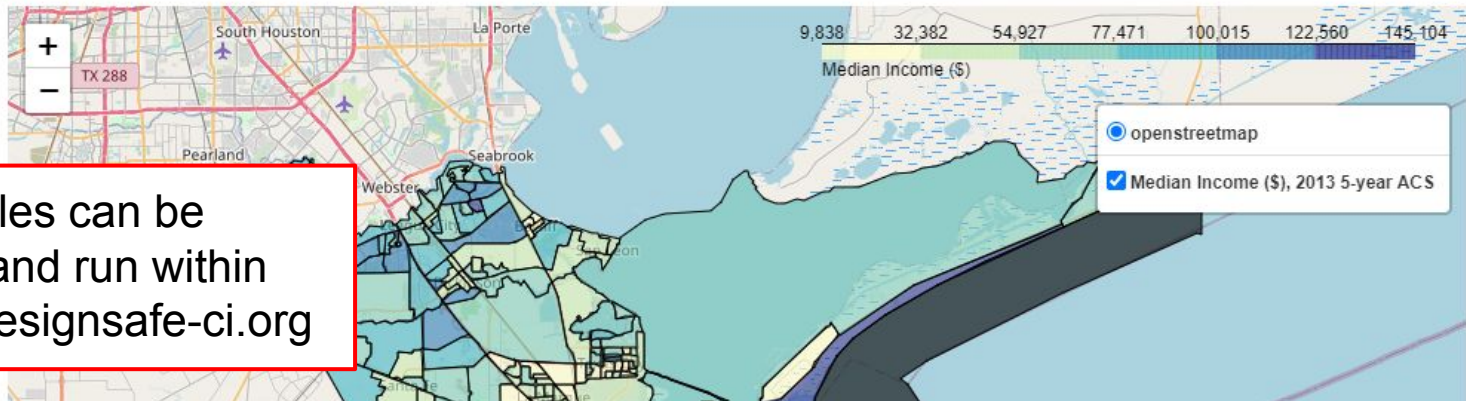 South Houston
La Porte
+
TX 288
−
9,838 32,382 54,927 77,471 100,015 122,560 145,104
Median Income ($)
openstreetmap
Median Income ($), 2013 5-year ACS
Pearland
Seabrook
Webster
les can be
and run within
esignsafe-ci.org